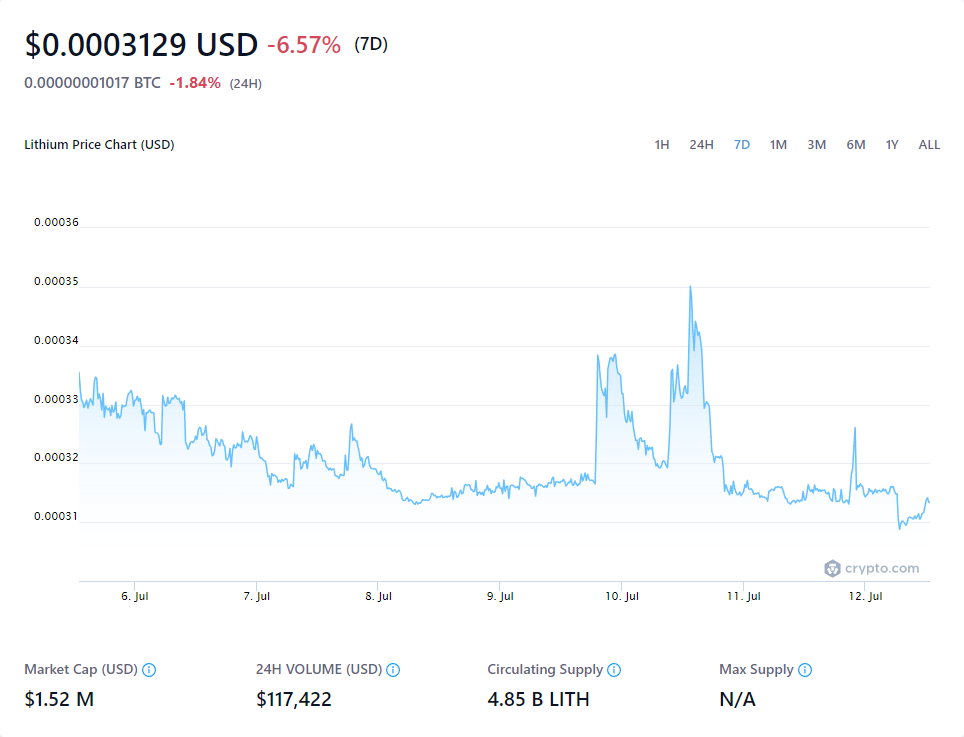 $0.0003129 USD -6.57% (7D)
0.00000001017 BTC -1.84% (24H)
Lithium Price Chart (USD) 1H 24H 7D 1M 3M 6M 1Y ALL
0.00036
0.00035
0.00034
0.00033
0.00032
0.00031
crypto.com
6. Jul 7. Jul 8. Jul 9. Jul 10. Jul 11. Jul 12. Jul
Market Cap (USD) 24H VOLUME (USD) Circulating Supply Max Supply
$1.52 M $117,422 4.85 B LITH N/A